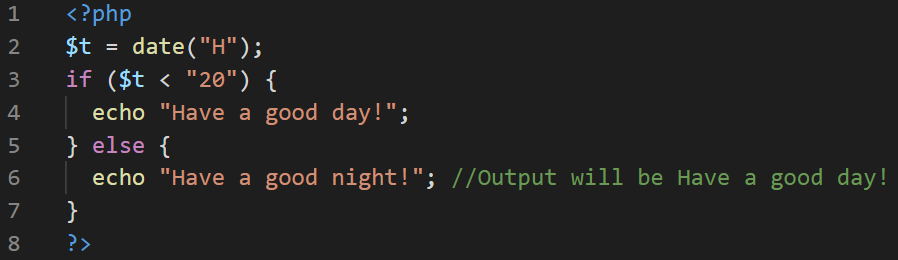 1 <?php
2 $t = date("H");
3 if ($t < "20") {
4 echo "Have a good day!";
5 } else {
6 echo "Have a good night!"; //Output will be Have a good day!
7 }
8 ?>